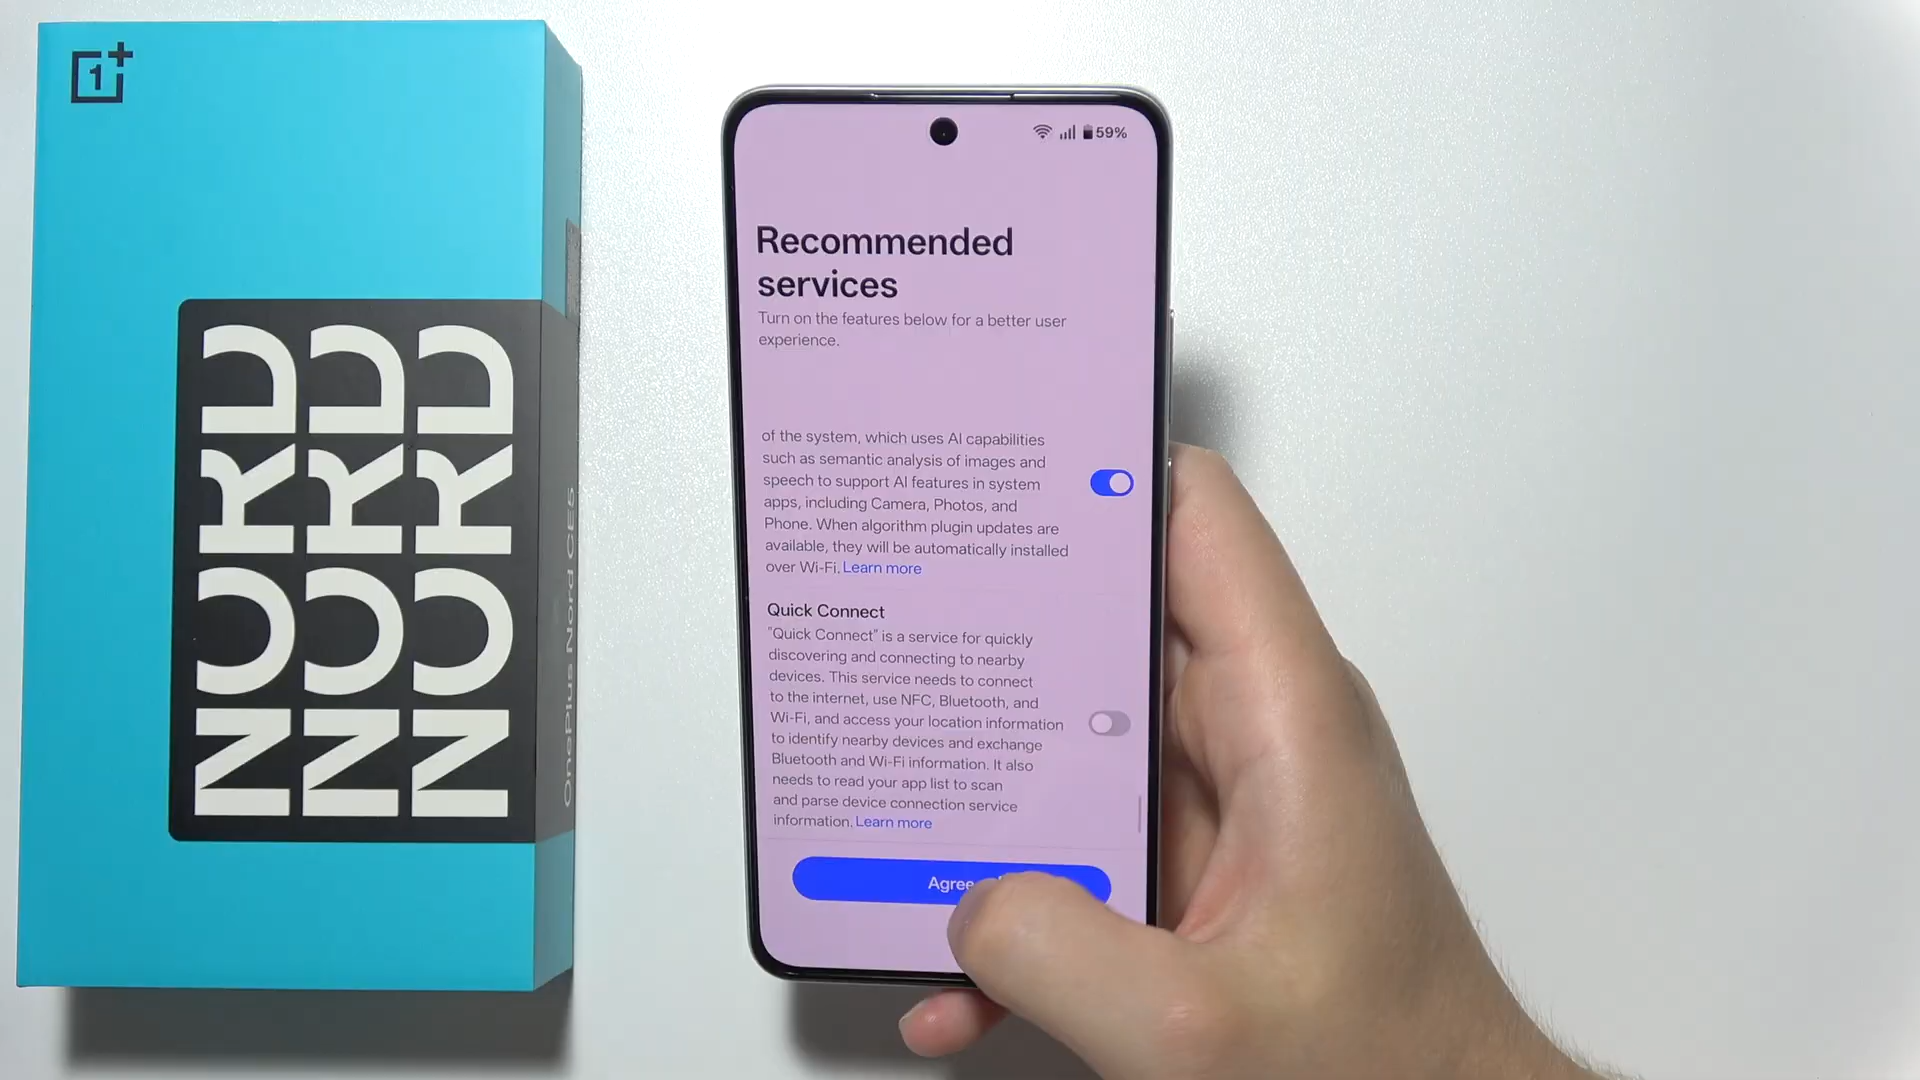 1+
NORD
NORD
NORD
OnePlus Nord CE5
59%
Recommended
services
Turn on the features below for a better user
experience.
of the system, which uses AI capabilities
such as semantic analysis of images and
speech to support AI features in system
apps, including Camera, Photos, and
Phone. When algorithm plugin updates are
available, they will be automatically installed
over Wi-Fi. Learn more
Quick Connect
"Quick Connect" is a service for quickly
discovering and connecting to nearby
devices. This service needs to connect
to the internet, use NFC, Bluetooth, and
Wi-Fi, and access your location information
to identify nearby devices and exchange
Bluetooth and Wi-Fi information. It also
needs to read your app list to scan
and parse device connection service
information. Learn more
Agree